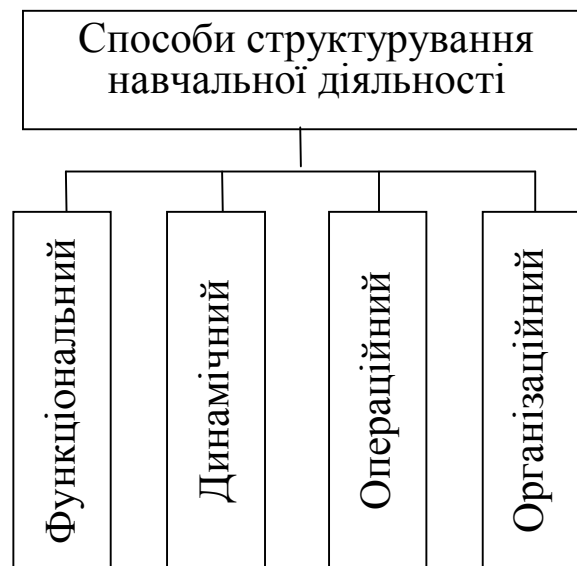 Способи структурування
навчальної діяльності
Функціональний
Динамічний
Операційний
Організаційний